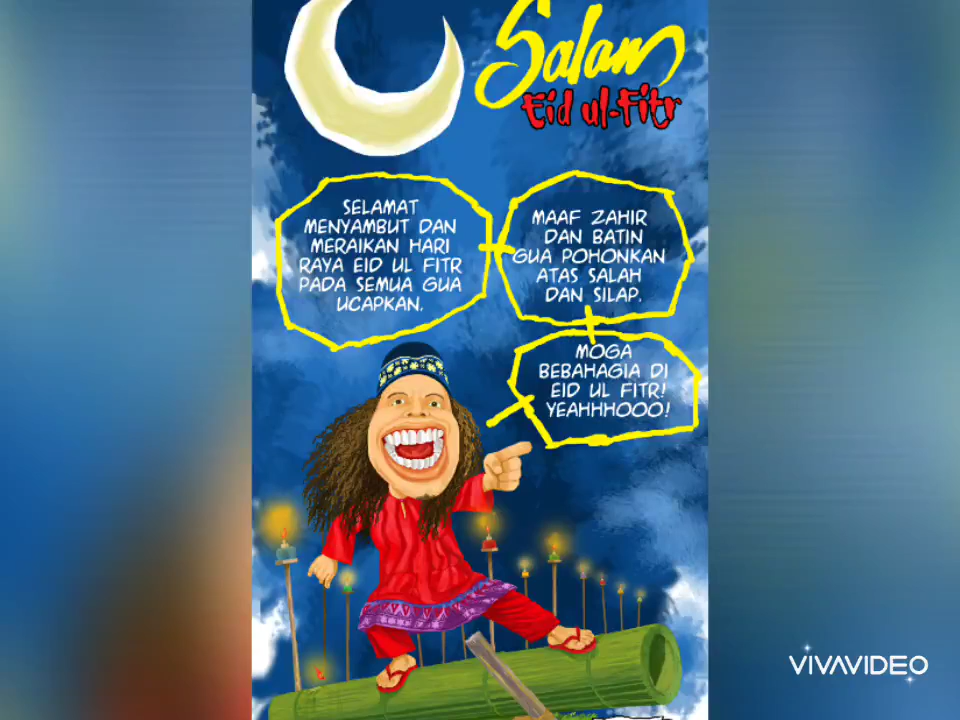 Salam
Eid ul-Fitr
SELAMAT
MENYAMBUT DAN
MERAIKAN HARI
RAYA EID UL FITR
PADA SEMUA GUA
UCAPKAN.
MAAF ZAHIR
DAN BATIN
GUA POHONKAN
ATAS SALAH
DAN SILAP.
MOGA
BEBAHAGIA DI
EID UL FITR!
YEAHHHOOO!
VIVAVIDEO